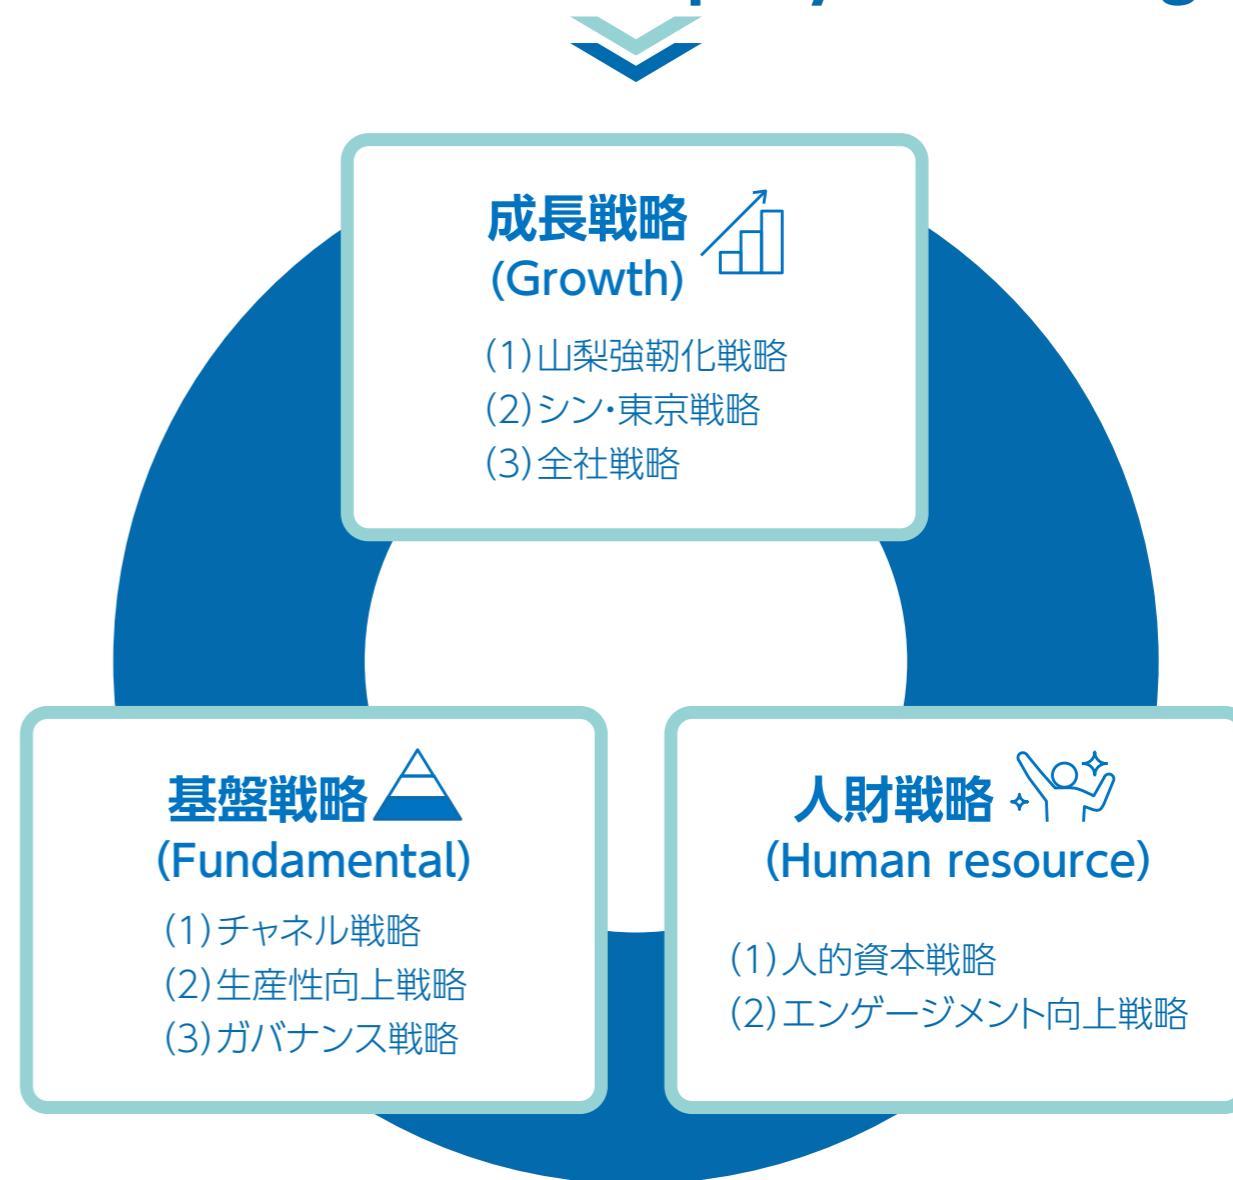 成長戦略
(Growth)
(1)山梨強靭化戦略
(2)シン・東京戦略
(3)全社戦略
基盤戦略
(Fundamental)
(1)チャネル戦略
(2)生産性向上戦略
(3)ガバナンス戦略
人財戦略
(Human resource)
(1)人的資本戦略
(2)エンゲージメント向上戦略